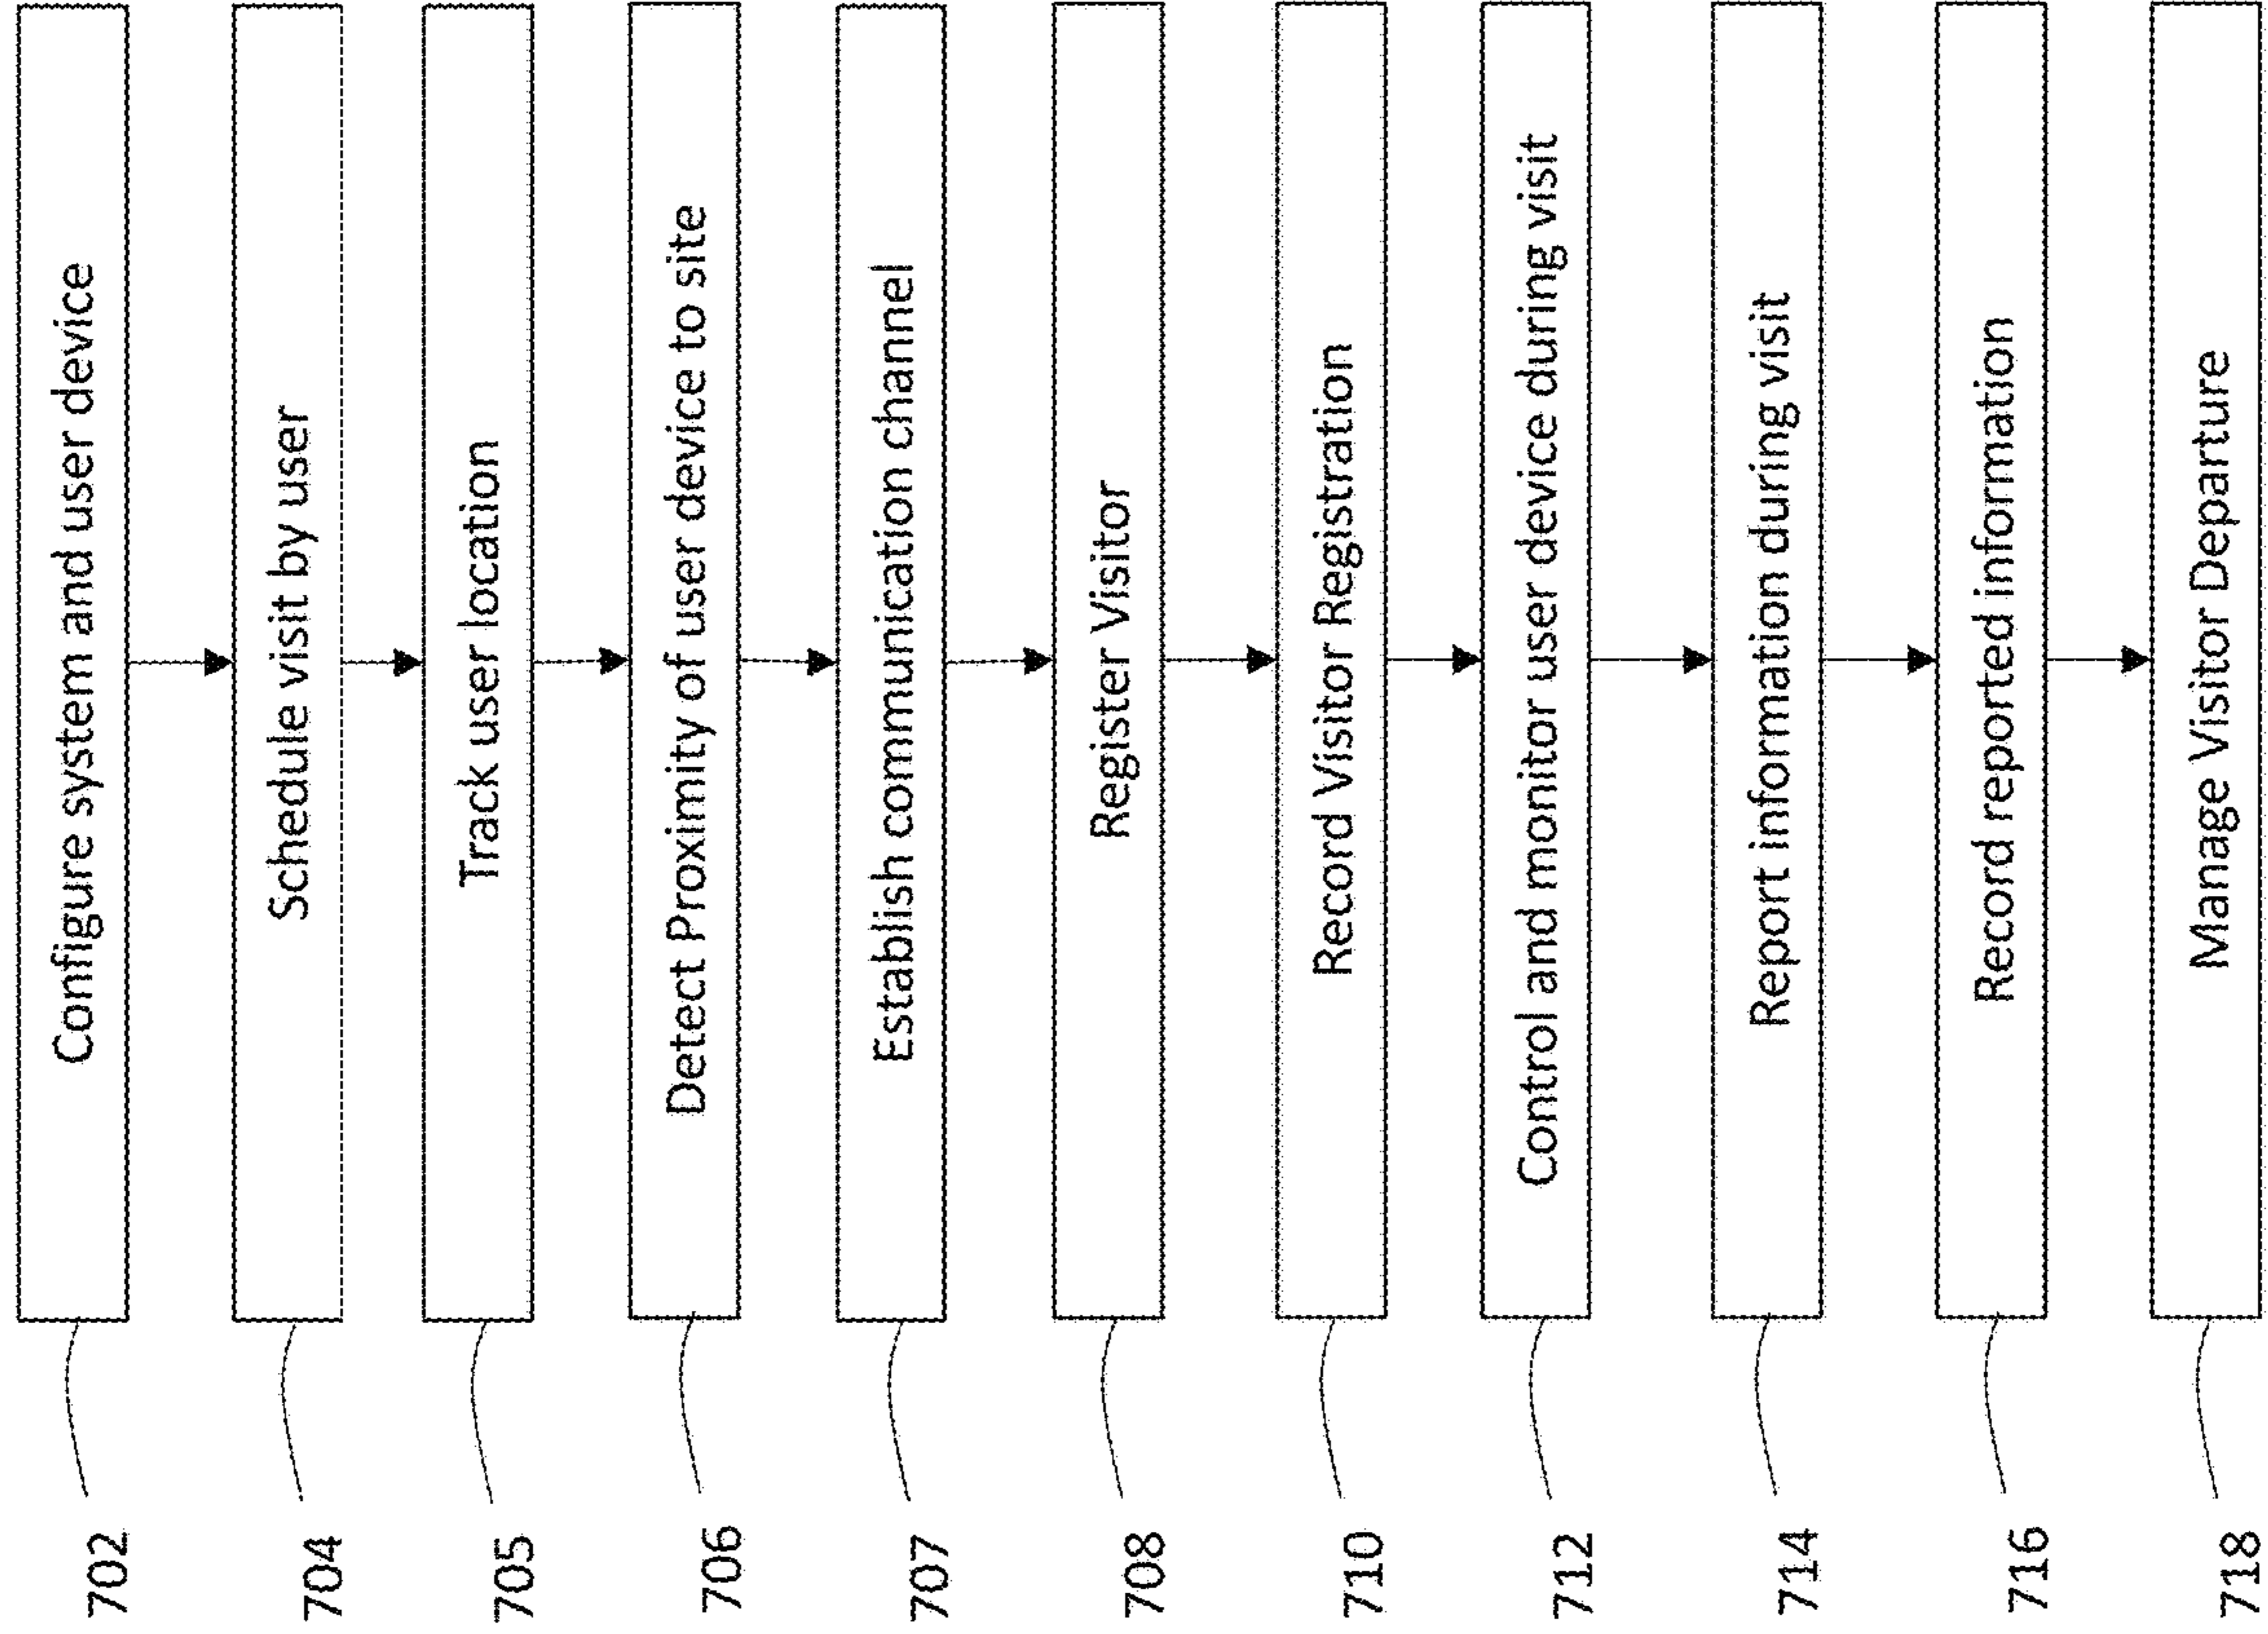 702 Configure system and user device
704 Schedule visit by user
705 Track user location
706 Detect Proximity of user device to site
707 Establish communication channel
708 Register Visitor
710 Record Visitor Registration
712 Control and monitor user device during visit
714 Report information during visit
716 Record reported information
718 Manage Visitor Departure